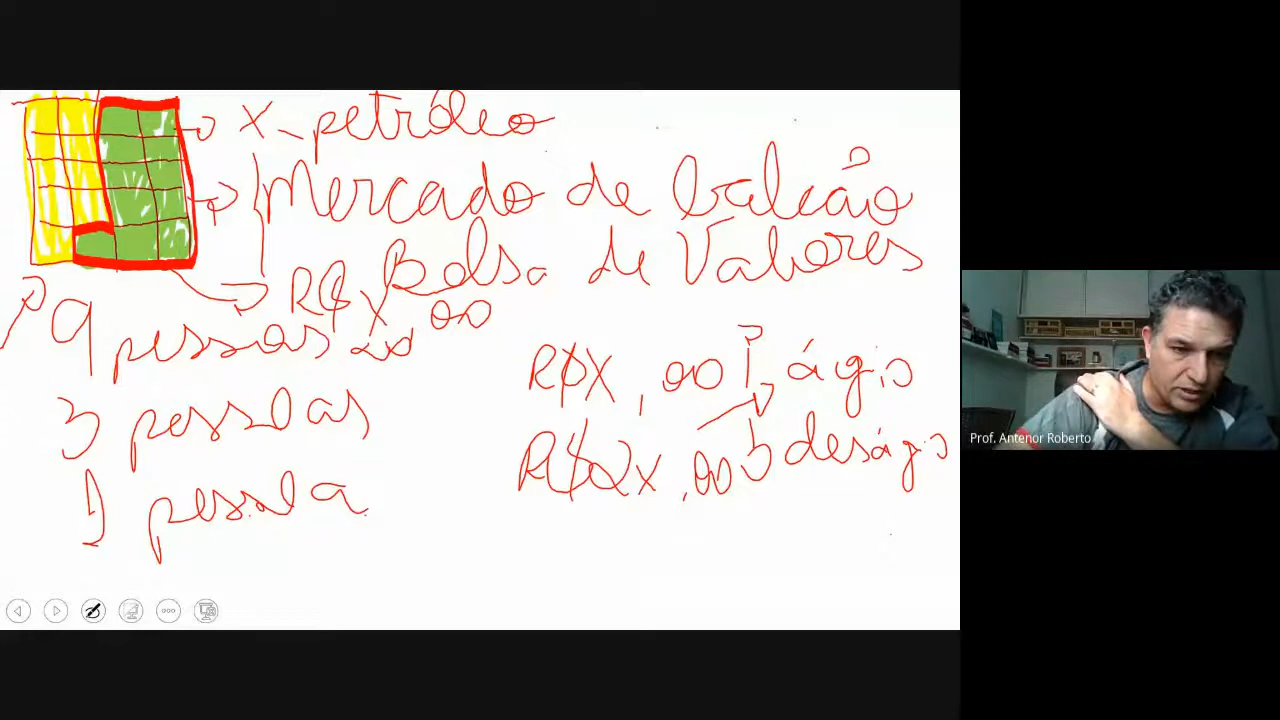 X - petróleo
Mercado de balcão
Bolsa de Valores
R$ X 00
9 pessoas
R$X,00 ágio
3 pessoas
R$2X,00 deságio
1 pessoa
Prof. Antenor Roberto